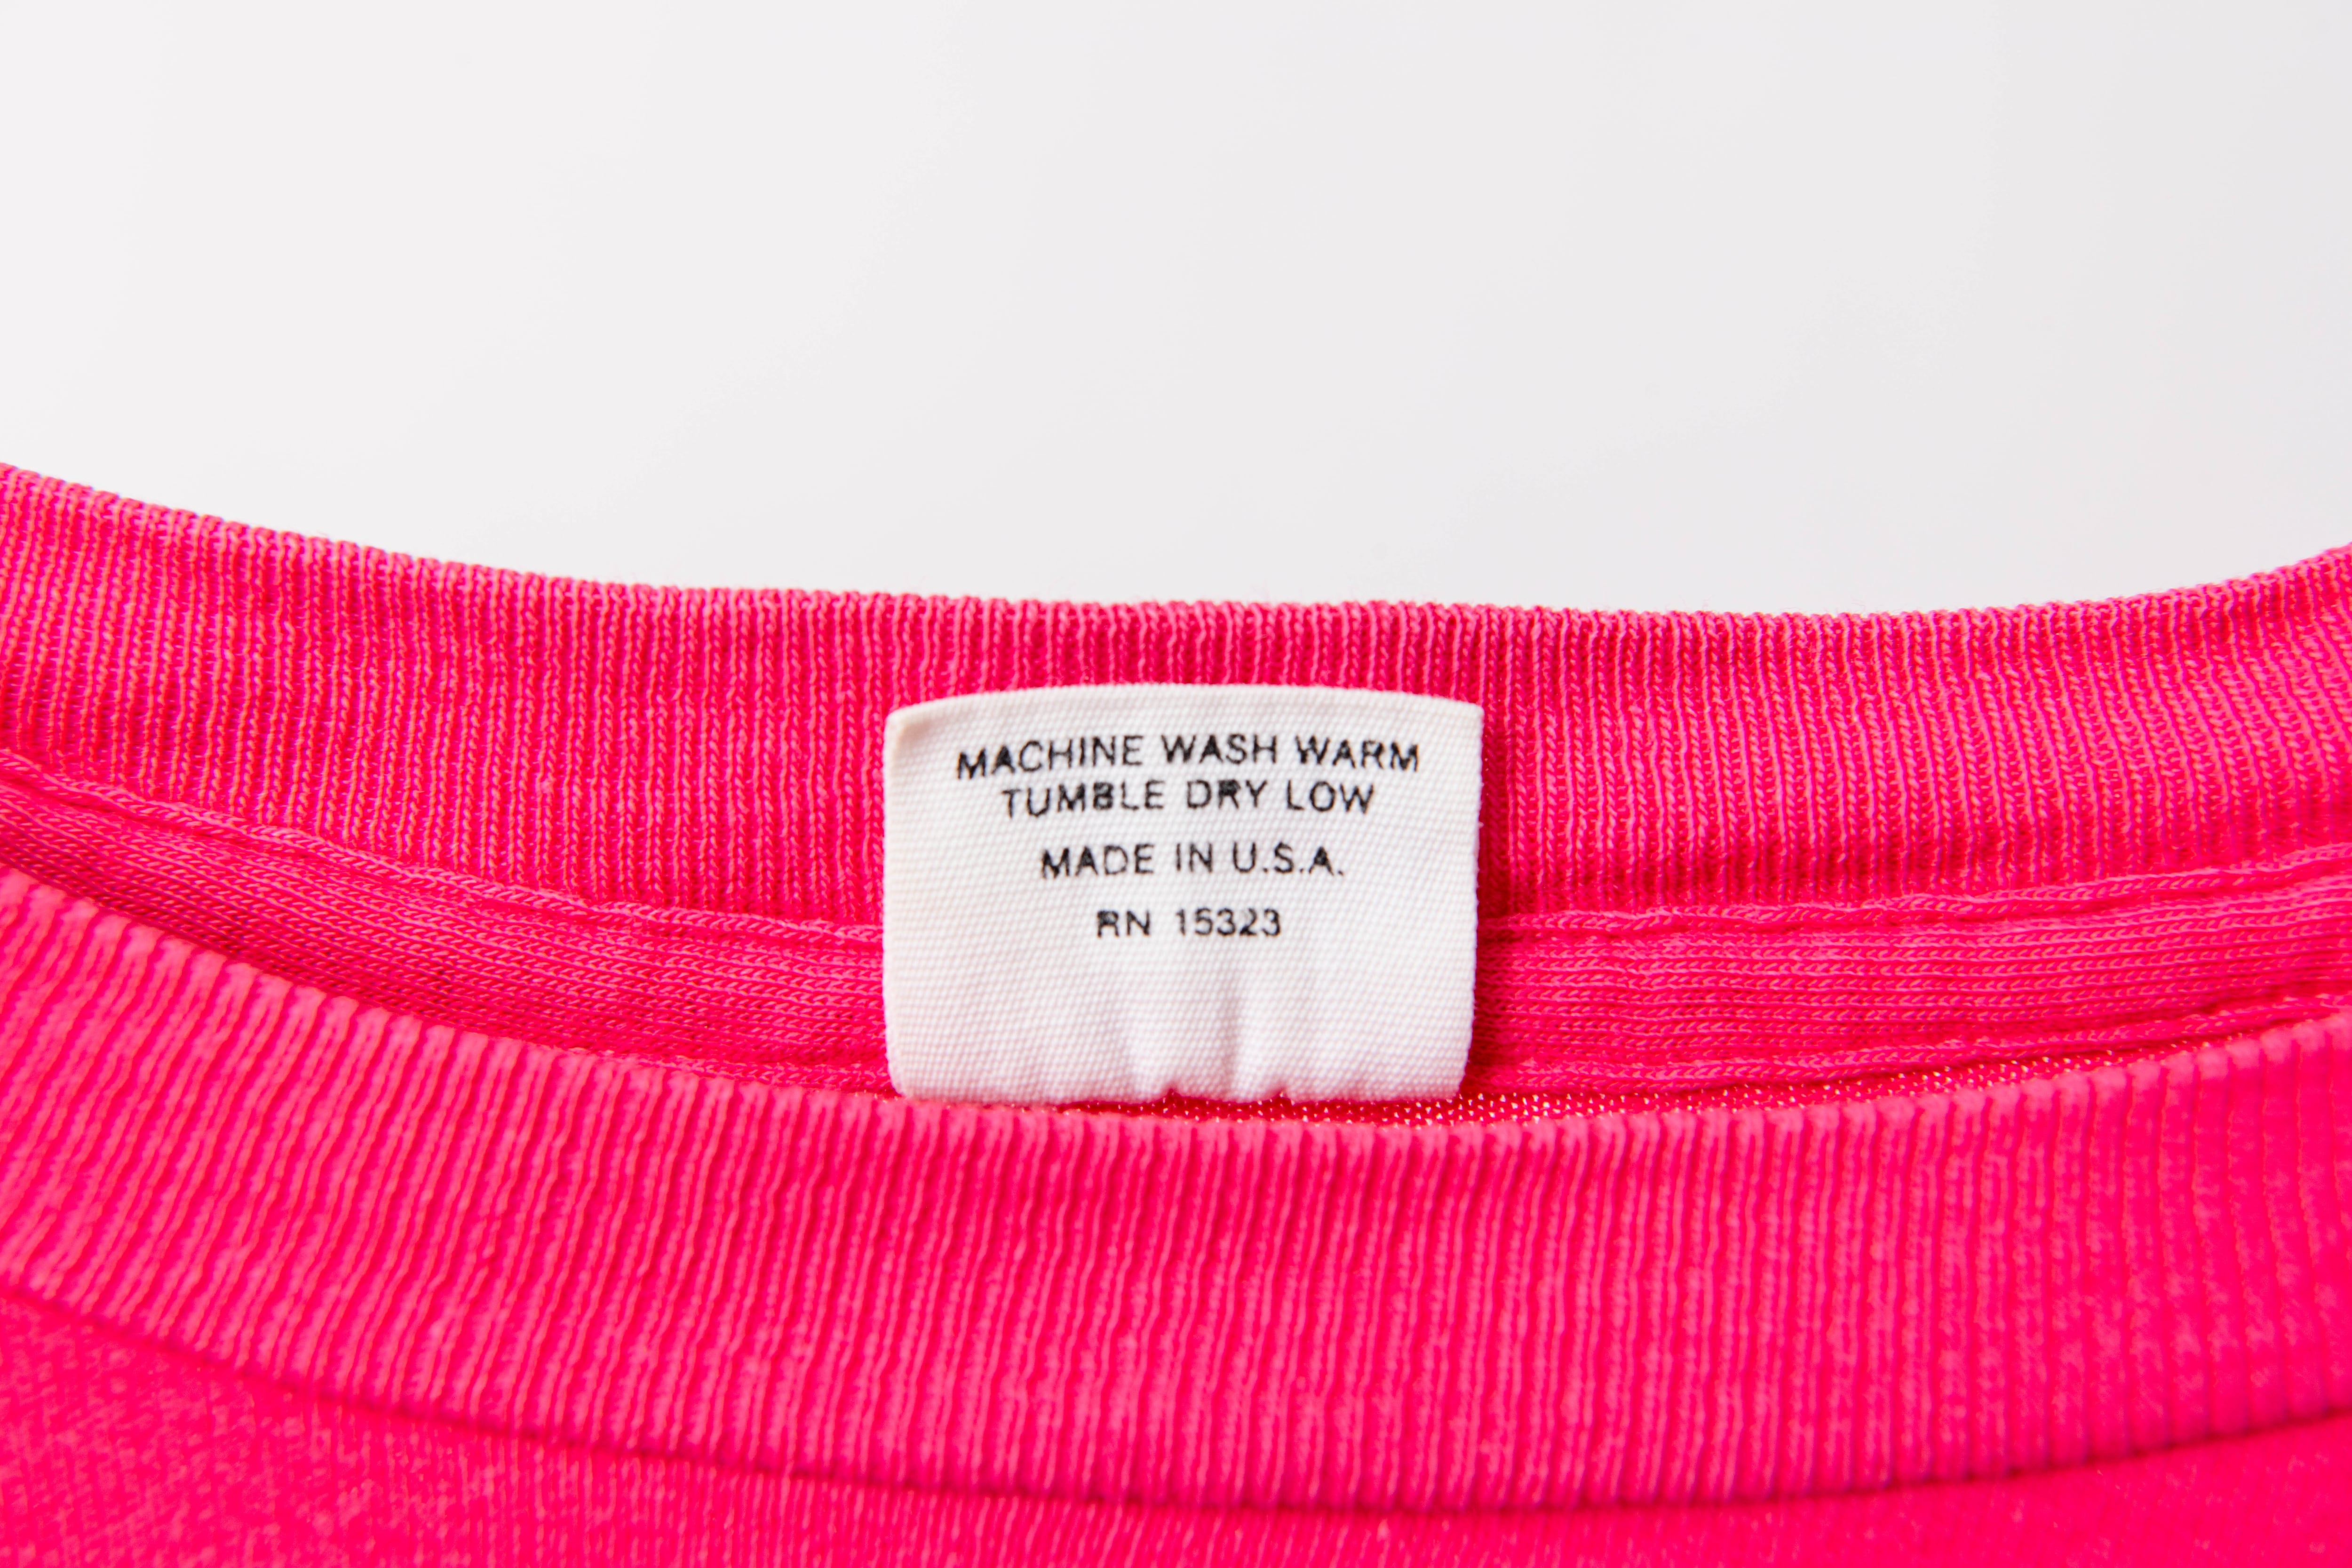 MACHINE WASH WARM
TUMBLE DRY LOW
MADE IN U.S.A.
RN 15323